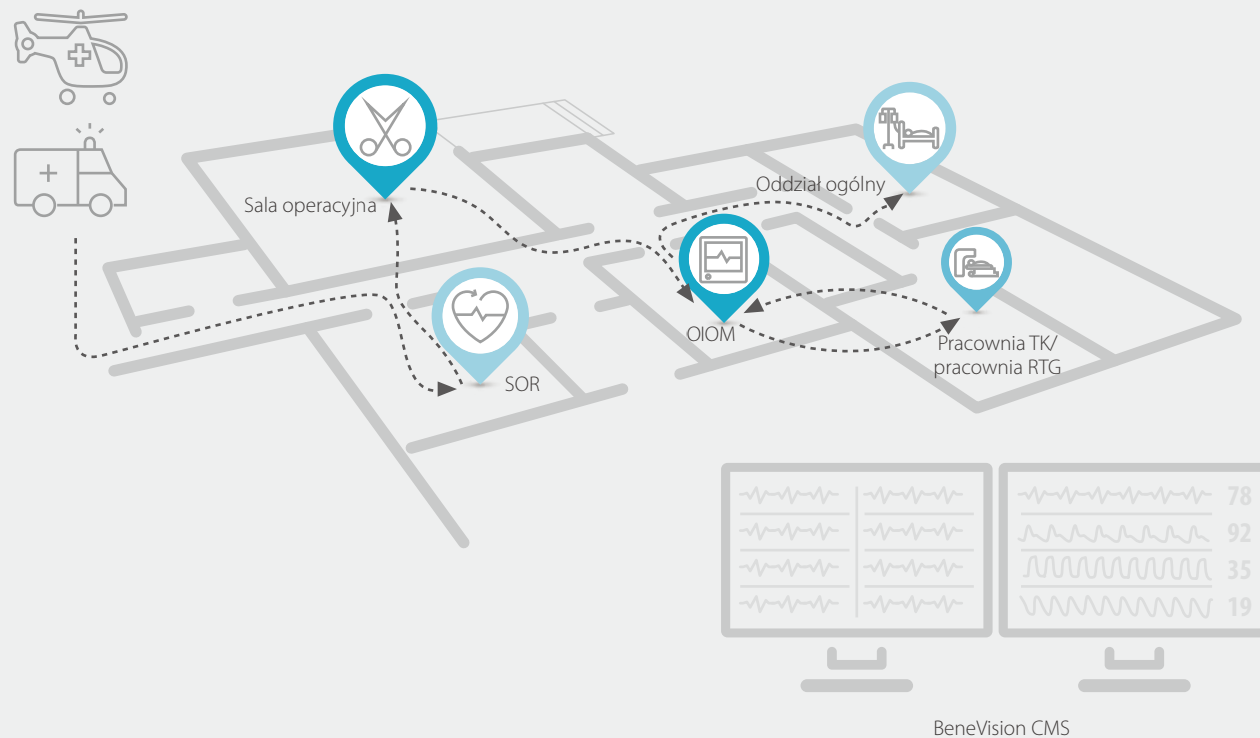 Oddział ogólny
Sala operacyjna
OIOM
Pracownia TK/
pracownia RTG
SOR
78
92
35
19
BeneVision CMS